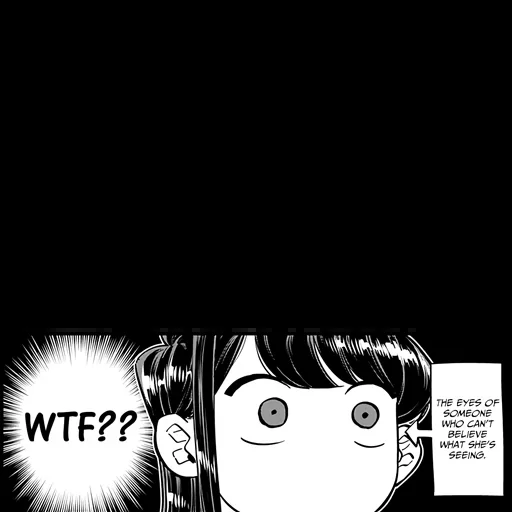 WTF??
THE EYES OF
SOMEONE
WHO CAN'T
BELIEVE
WHAT SHE'S
SEEING.